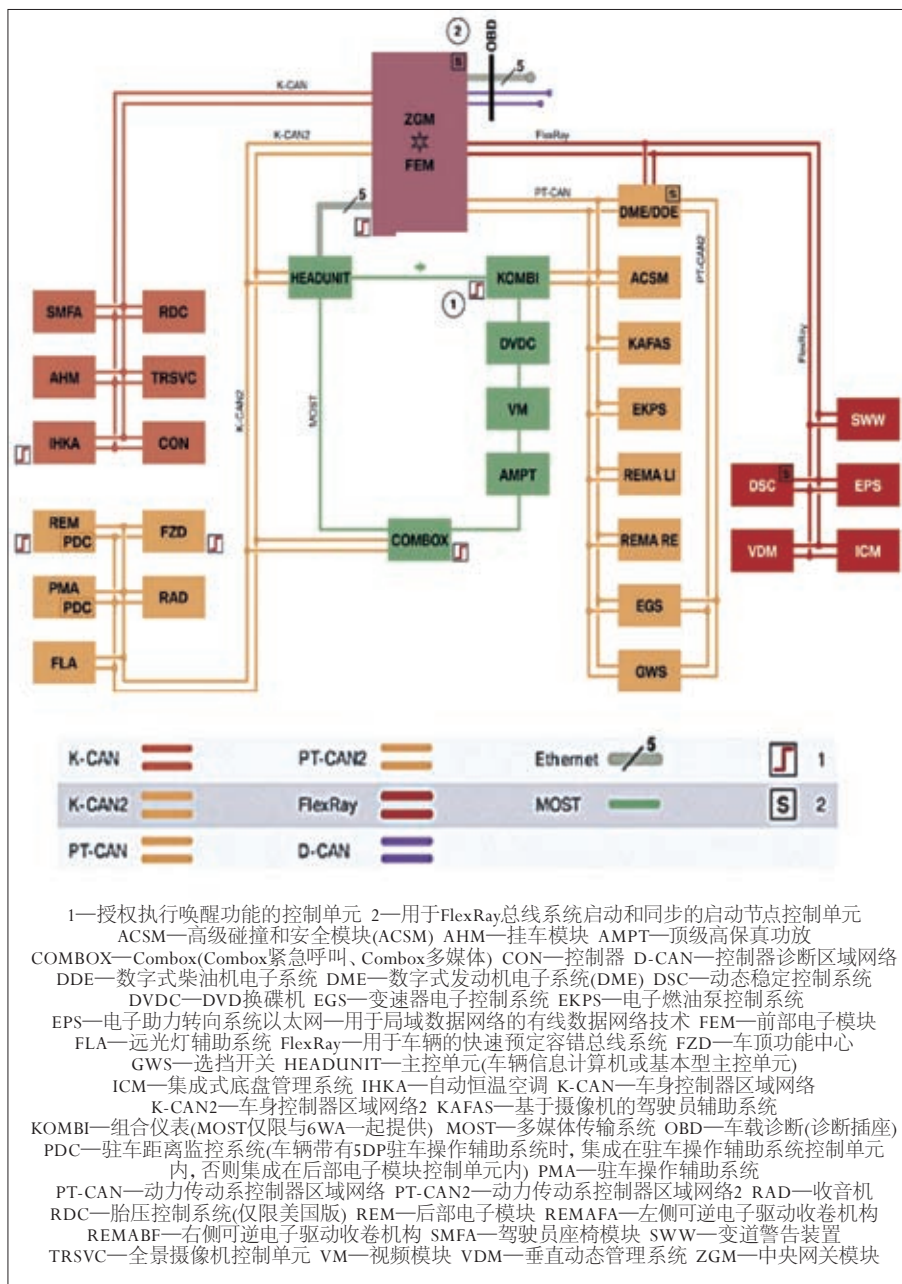 2
OBD
S
5
K-CAN
ZGM
K-CAN2
FlexRay
FEM
PT-CAN
S
5
DME/DDE
PT-CAN2
HEADUNIT
KOMBI
ACSM
1
SMFA
RDC
FlexRay
DVDC
KAFAS
AHM
TRSVC
MOST
K-CAN2
VM
EKPS
SWW
IHKA
CON
AMPT
REMA LI
DSC
S
EPS
REM
PDC
FZD
COMBOX
REMA RE
VDM
ICM
PMA
PDC
RAD
EGS
FLA
GWS
K-CAN
PT-CAN2
Ethernet
5
1
K-CAN2
FlexRay
MOST
S
2
PT-CAN
D-CAN
1—授权执行唤醒功能的控制单元 2—用于FlexRay总线系统启动和同步的启动节点控制单元
ACSM—高级碰撞和安全模块(ACSM) AHM—挂车模块 AMPT—顶级高保真功放
COMBOX—Combox(Combox紧急呼叫、Combox多媒体) CON—控制器 D-CAN—控制器诊断区域网络
DDE—数字式柴油机电子系统 DME—数字式发动机电子系统(DME) DSC—动态稳定控制系统
DVDC—DVD换碟机 EGS—变速器电子控制系统 EKPS—电子燃油泵控制系统
EPS—电子助力转向系统以太网—用于局域数据网络的有线数据网络技术 FEM—前部电子模块
FLA—远光灯辅助系统 FlexRay—用于车辆的快速预定容错总线系统 FZD—车顶功能中心
GWS—选挡开关 HEADUNIT—主控单元(车辆信息计算机或基本型主控单元)
ICM—集成式底盘管理系统 IHKA—自动恒温空调 K-CAN—车身控制器区域网络
K-CAN2—车身控制器区域网络2 KAFAS—基于摄像机的驾驶员辅助系统
KOMBI—组合仪表(MOST仅限与6WA一起提供) MOST—多媒体传输系统 OBD—车载诊断(诊断插座)
PDC—驻车距离监控系统(车辆带有5DP驻车操作辅助系统时, 集成在驻车操作辅助系统控制单元
内, 否则集成在后部电子模块控制单元内) PMA—驻车操作辅助系统
PT-CAN—动力传动系控制器区域网络 PT-CAN2—动力传动系控制器区域网络2 RAD—收音机
RDC—胎压控制系统(仅限美国版) REM—后部电子模块 REMAFA—左侧可逆电子驱动收卷机构
REMABF—右侧可逆电子驱动收卷机构 SMFA—驾驶员座椅模块 SWW—变道警告装置
TRSVC—全景摄像机控制单元 VM—视频模块 VDM—垂直动态管理系统 ZGM—中央网关模块